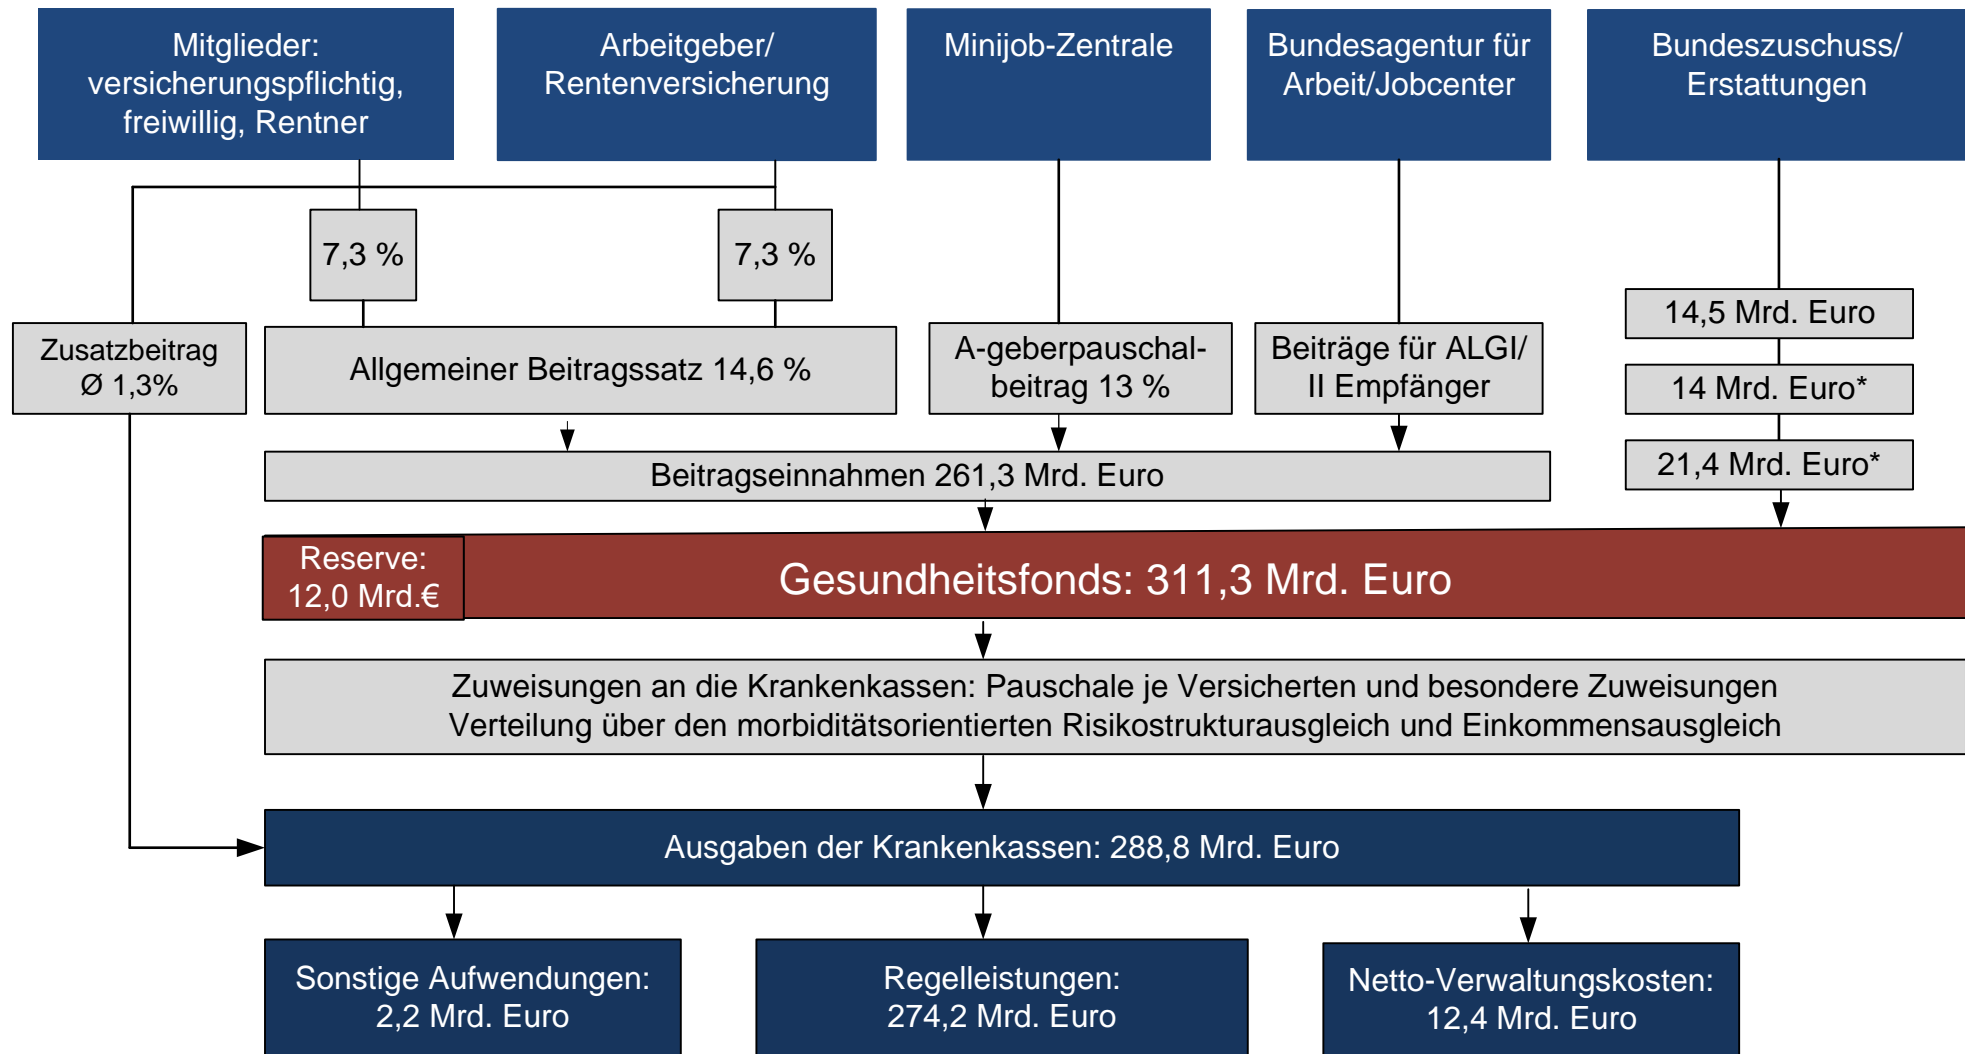 Mitglieder:
versicherungspflichtig,
freiwillig, Rentner
Arbeitgeber/
Rentenversicherung
Minijob-Zentrale
Bundesagentur für
Arbeit/Jobcenter
Bundeszuschuss/
Erstattungen
7,3 %
7,3 %
14,5 Mrd. Euro
14 Mrd. Euro*
21,4 Mrd. Euro*
Zusatzbeitrag
Ø 1,3%
Allgemeiner Beitragssatz 14,6 %
A-geberpauschal-
beitrag 13 %
Beiträge für ALGI/
II Empfänger
Beitragseinnahmen 261,3 Mrd. Euro
Reserve:
12,0 Mrd.€
Gesundheitsfonds: 311,3 Mrd. Euro
Zuweisungen an die Krankenkassen: Pauschale je Versicherten und besondere Zuweisungen
Verteilung über den morbiditätsorientierten Risikostrukturausgleich und Einkommensausgleich
Ausgaben der Krankenkassen: 288,8 Mrd. Euro
Sonstige Aufwendungen:
2,2 Mrd. Euro
Regelleistungen:
274,2 Mrd. Euro
Netto-Verwaltungskosten:
12,4 Mrd. Euro